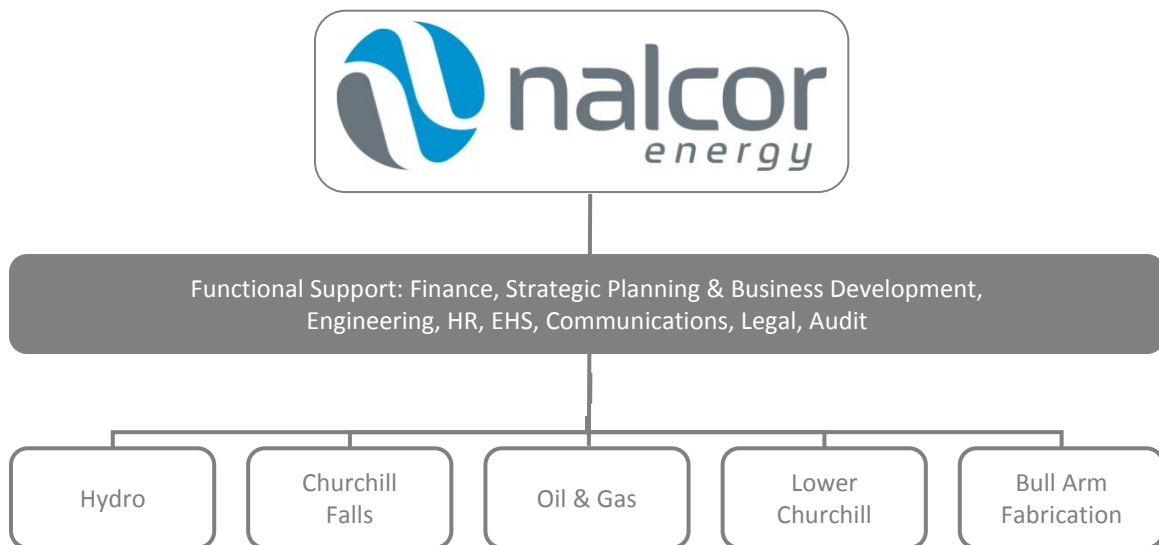 nalcor
energy
Functional Support: Finance, Strategic Planning & Business Development,
Engineering, HR, EHS, Communications, Legal, Audit
Hydro
Churchill
Falls
Oil & Gas
Lower
Churchill
Bull Arm
Fabrication